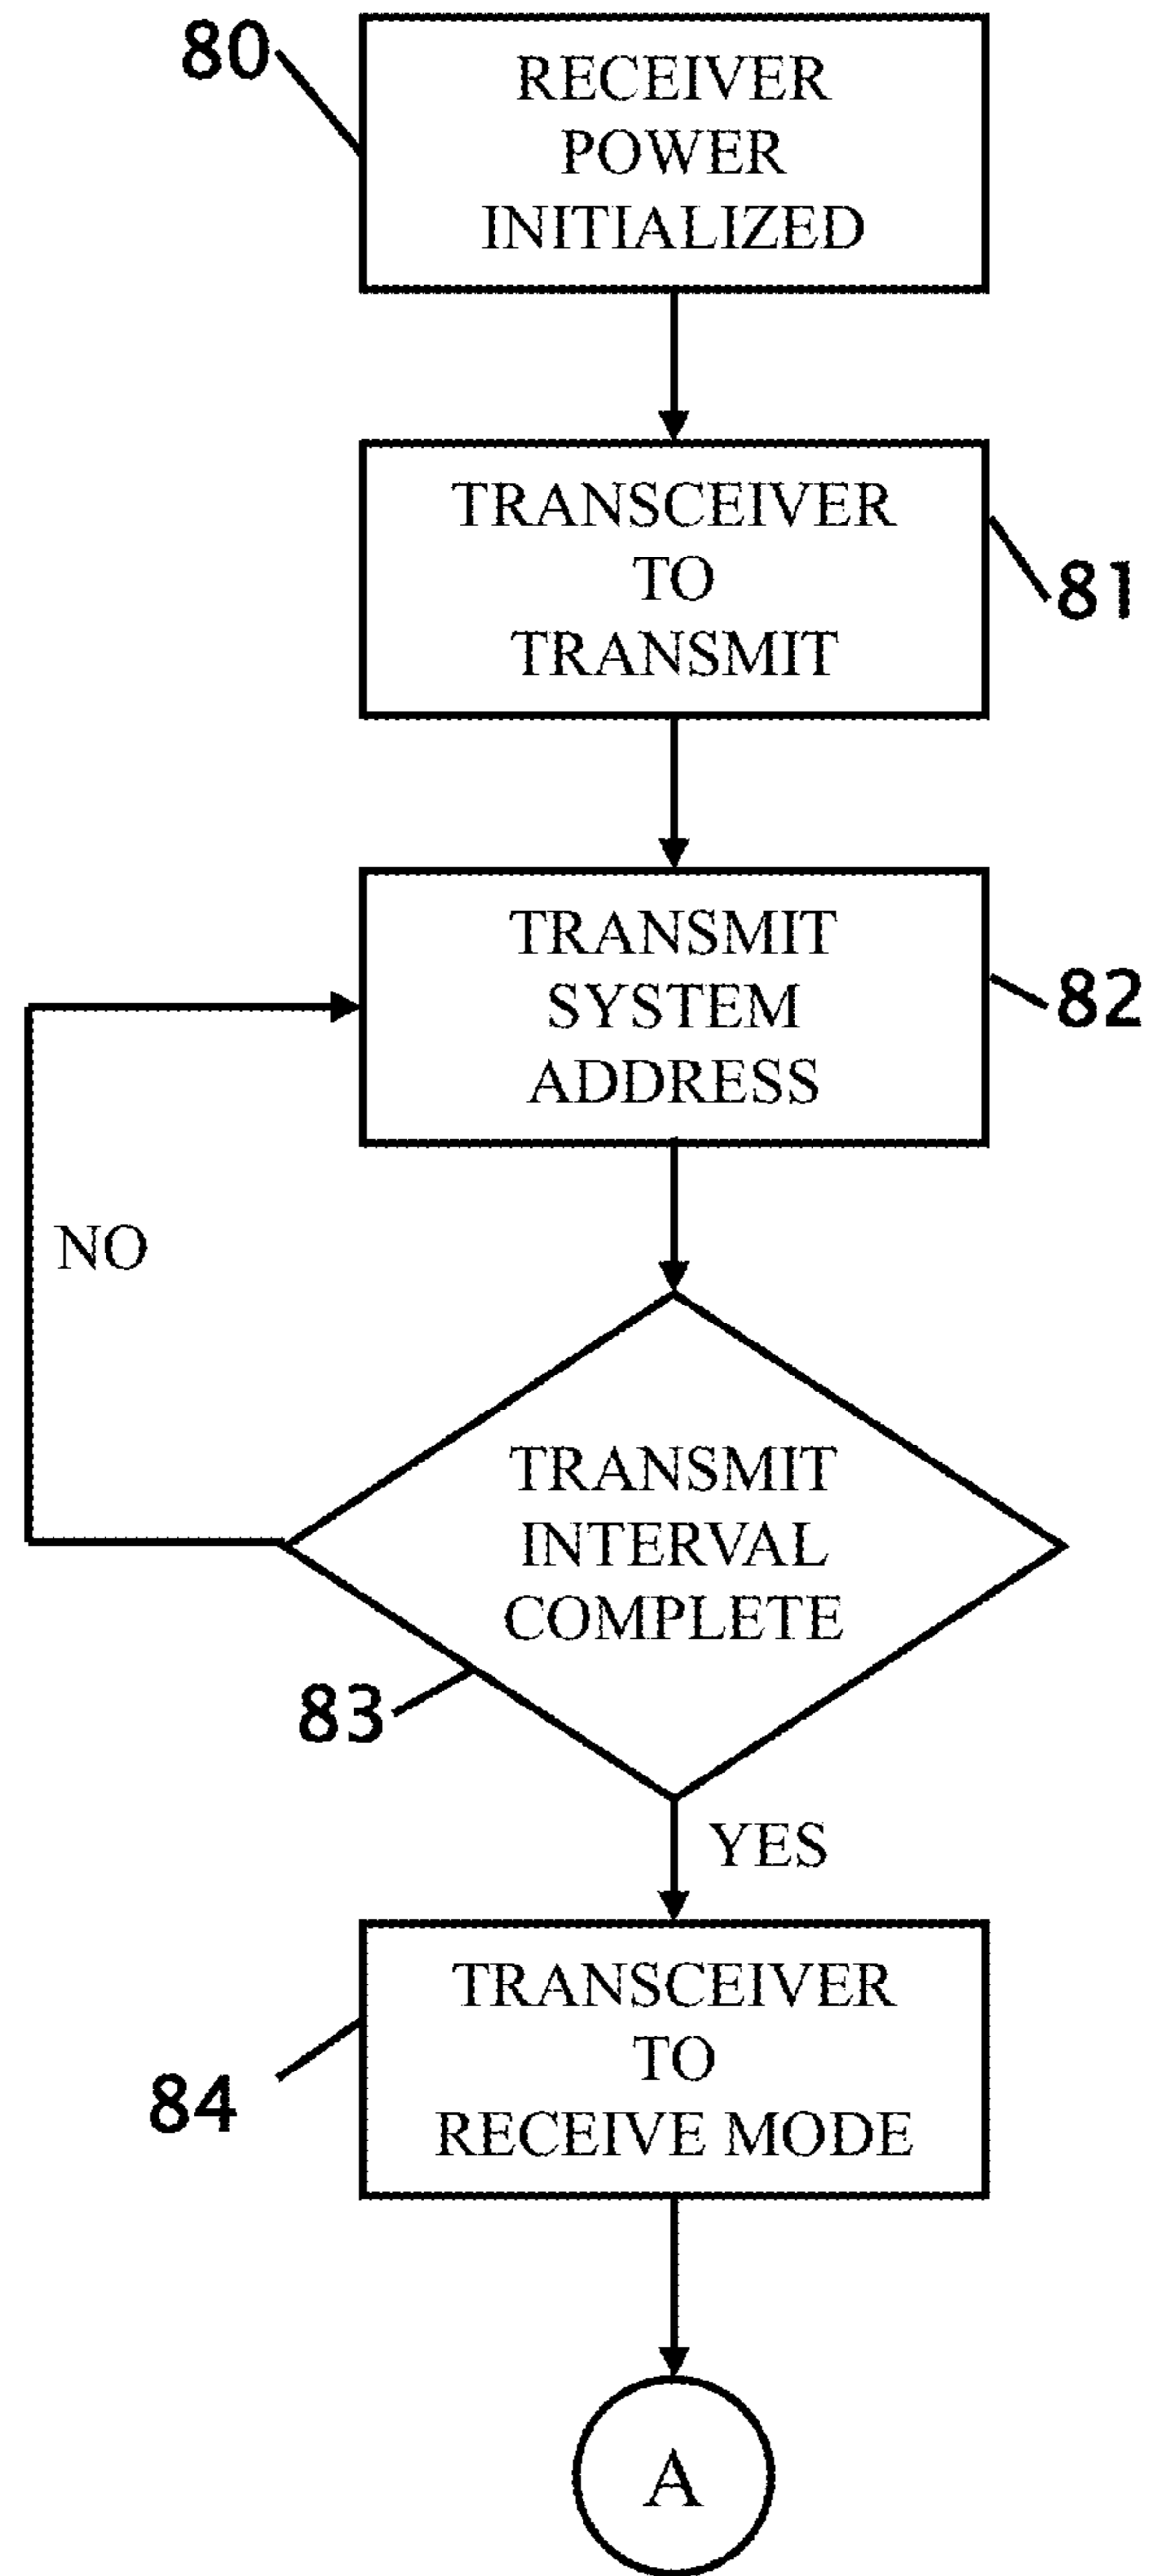 80
RECEIVER
POWER
INITIALIZED
TRANSCEIVER
TO
TRANSMIT
81
TRANSMIT
SYSTEM
ADDRESS
82
NO
TRANSMIT
INTERVAL
COMPLETE
83
YES
TRANSCEIVER
TO
RECEIVE MODE
84
A